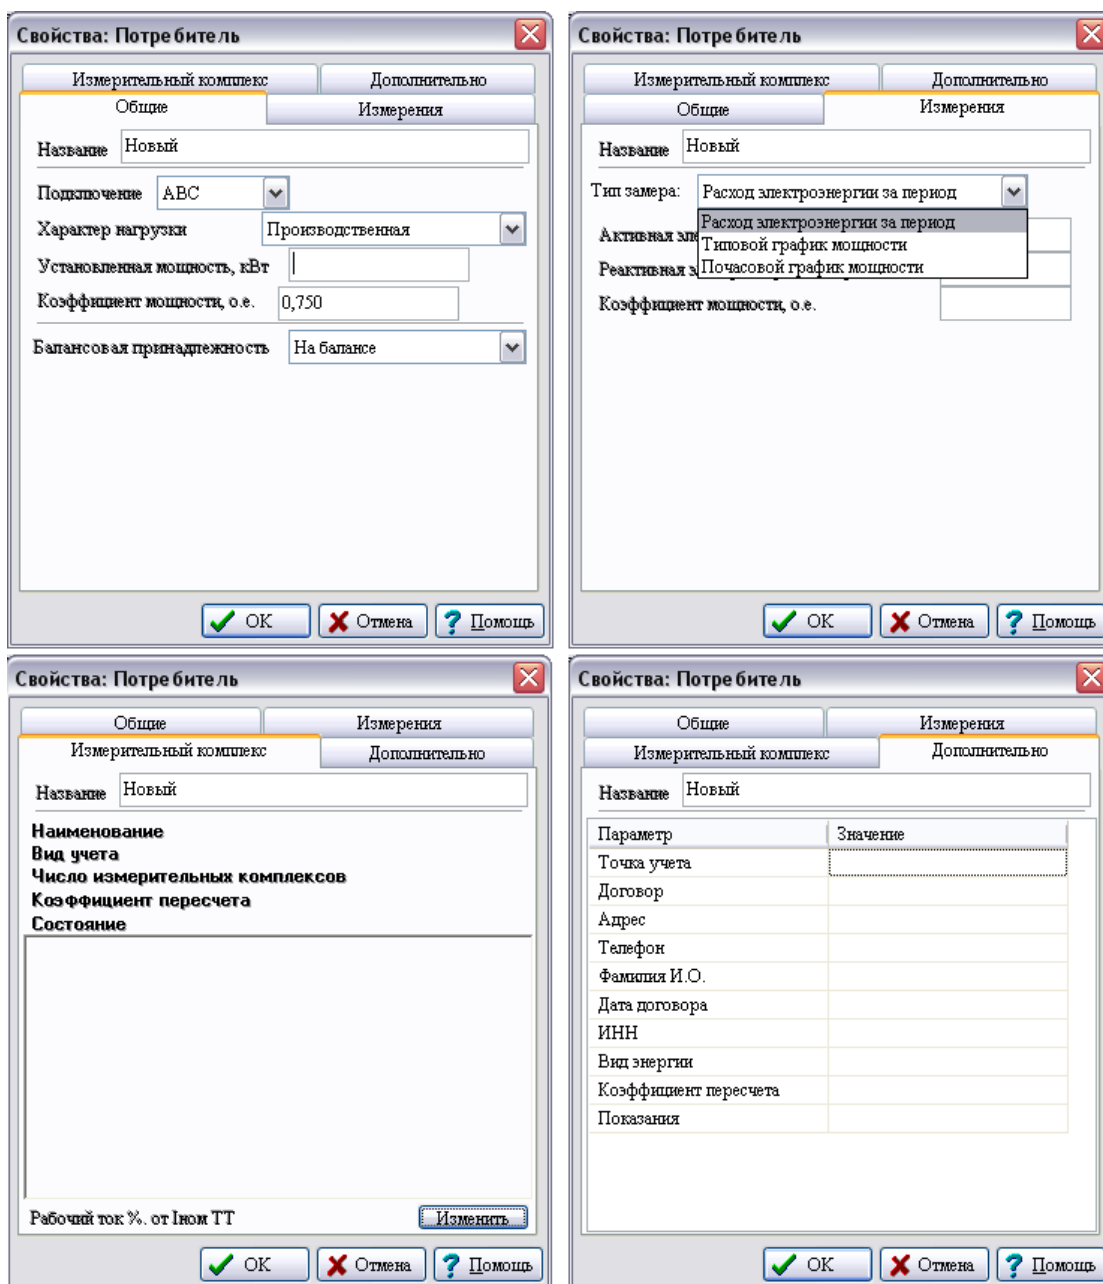 Свойства: Потребитель
Измерительный комплекс
Дополнительно
Общие
Измерения
Название
Новый
Подключение
ABC
Характер нагрузки
Производственная
Установленная мощность, кВт
Коэффициент мощности, о.е.
0,750
Балансовая принадлежность
На балансе
OK
Отмена
Помощь
Свойства: Потребитель
Измерительный комплекс
Дополнительно
Общие
Измерения
Название
Новый
Тип замера:
Расход электроэнергии за период
Расход электроэнергии за период
Активная
Типовой график мощности
Реактивная
Почасовой график мощности
Коэффициент мощности, о.е.
OK
Отмена
Помощь
Свойства: Потребитель
Общие
Измерения
Измерительный комплекс
Дополнительно
Название
Новый
Наименование
Вид учета
Число измерительных комплексов
Коэффициент пересчета
Состояние
Рабочий ток %. от Iном ТТ
Изменить
OK
Отмена
Помощь
Свойства: Потребитель
Общие
Измерения
Измерительный комплекс
Дополнительно
Название
Новый
Параметр
Значение
Точка учета
Договор
Адрес
Телефон
Фамилия И.О.
Дата договора
ИНН
Вид энергии
Коэффициент пересчета
Показания
OK
Отмена
Помощь